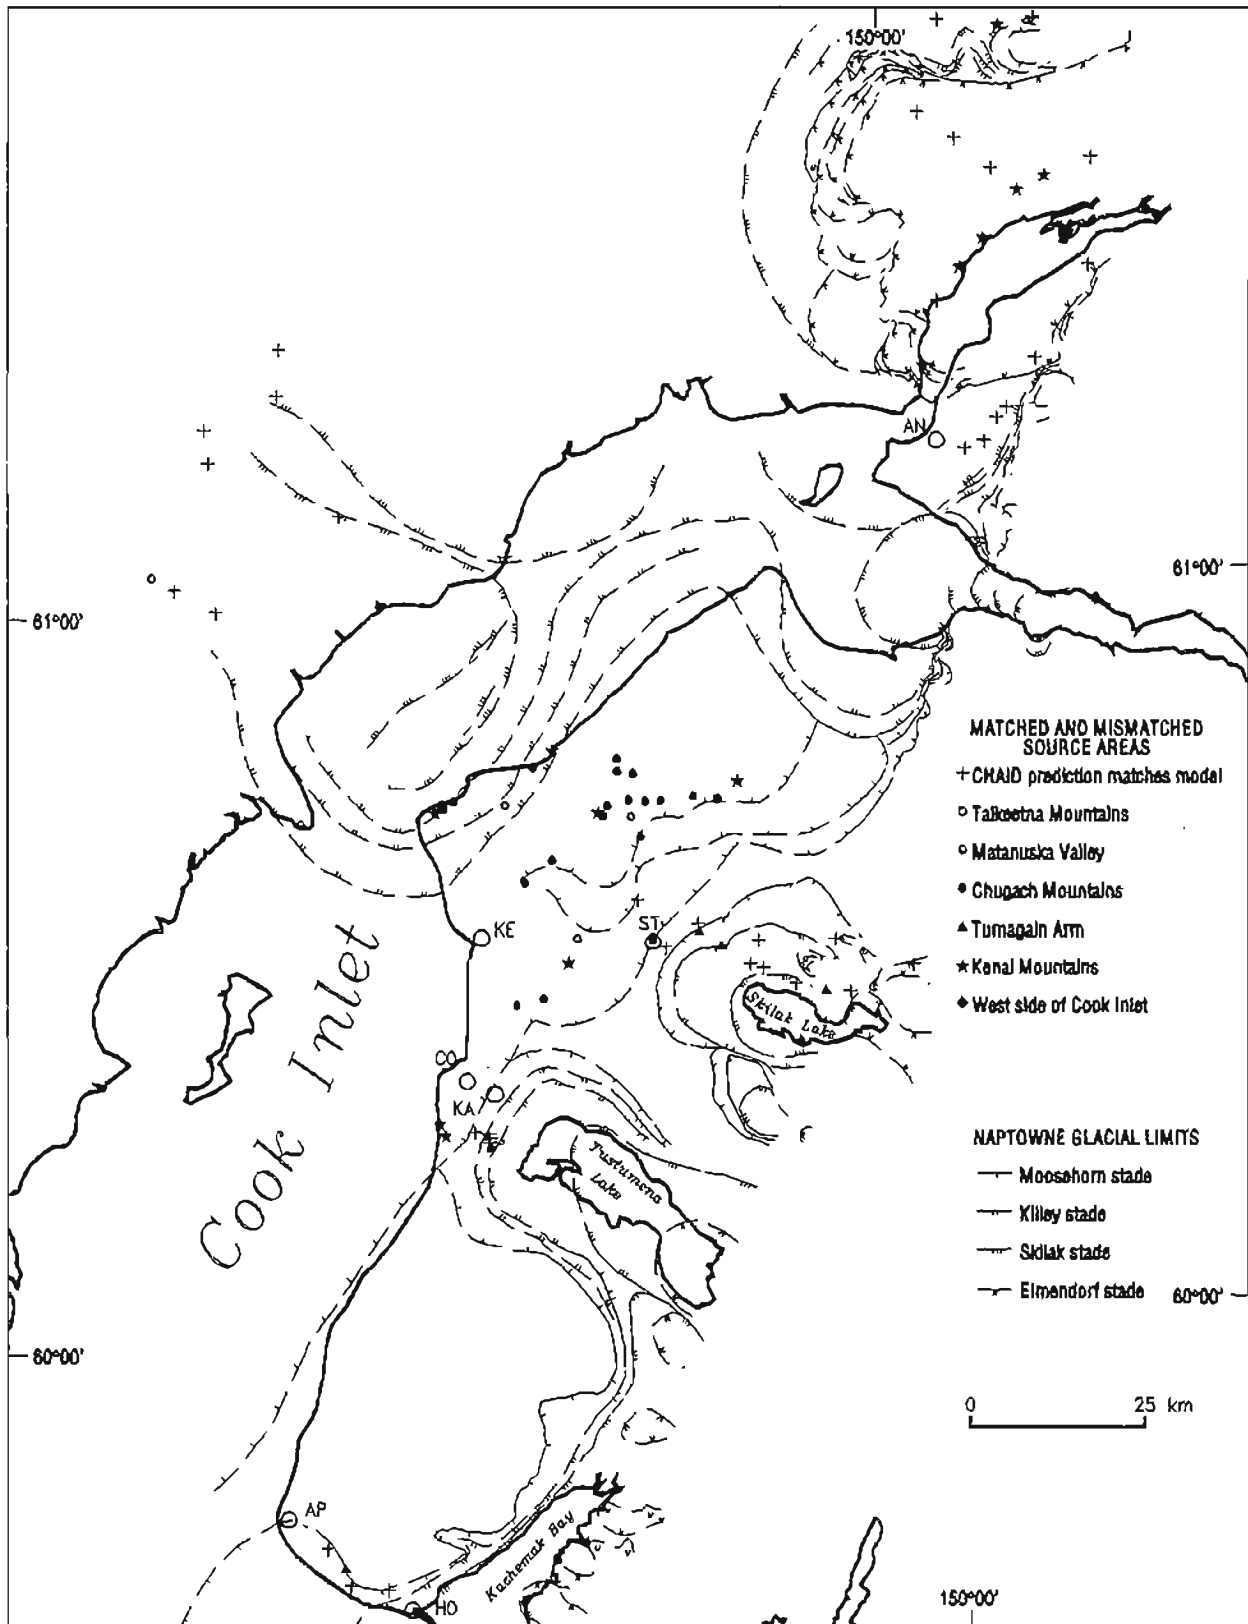 150°00'
AN
61°00'
61°00'
MATCHED AND MISMATCHED
SOURCE AREAS
CHAID prediction matches model
Talkeetna Mountains
Matanuska Valley
Chugach Mountains
Turnagain Arm
Kenai Mountains
West side of Cook Inlet
KE
ST
Skilak Lake
Cook Inlet
CO
KA
Tustumena
Lake
NAPTOWNE GLACIAL LIMITS
Moosehorn stade
Killey stade
Skilak stade
Elmendorf stade
60°00'
60°00'
0 25 km
AP
Kachemak Bay
HO
150°00'